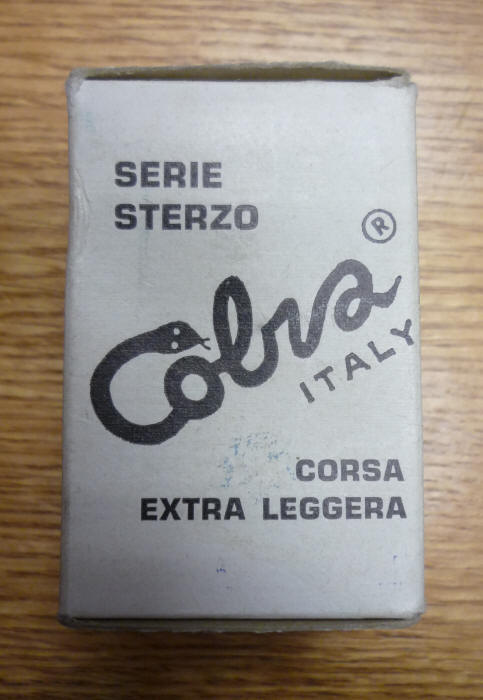 SERIE
STERZO
®
Cobra
ITALY
CORSA
EXTRA LEGGERA